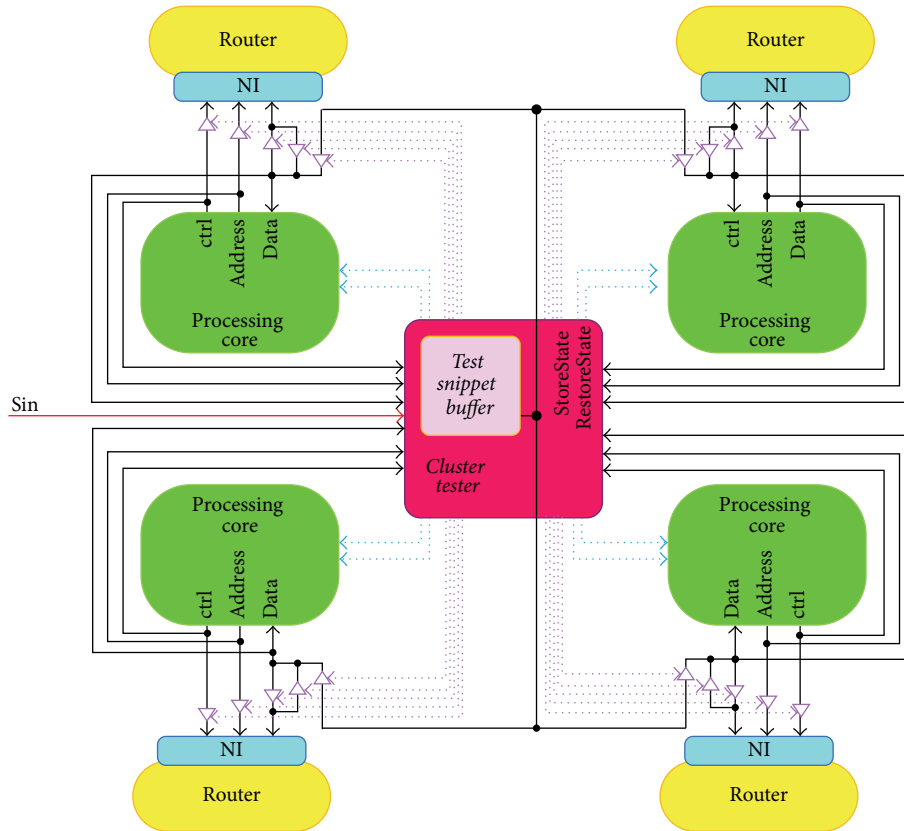 Router
NI
ctrl
Address
Data
Processing
core
Router
NI
ctrl
Address
Data
Processing
core
Sin
Test
snippet
buffer
StoreState
RestoreState
Cluster
tester
Processing
core
ctrl
Address
Data
NI
Router
Processing
core
Data
Address
ctrl
NI
Router